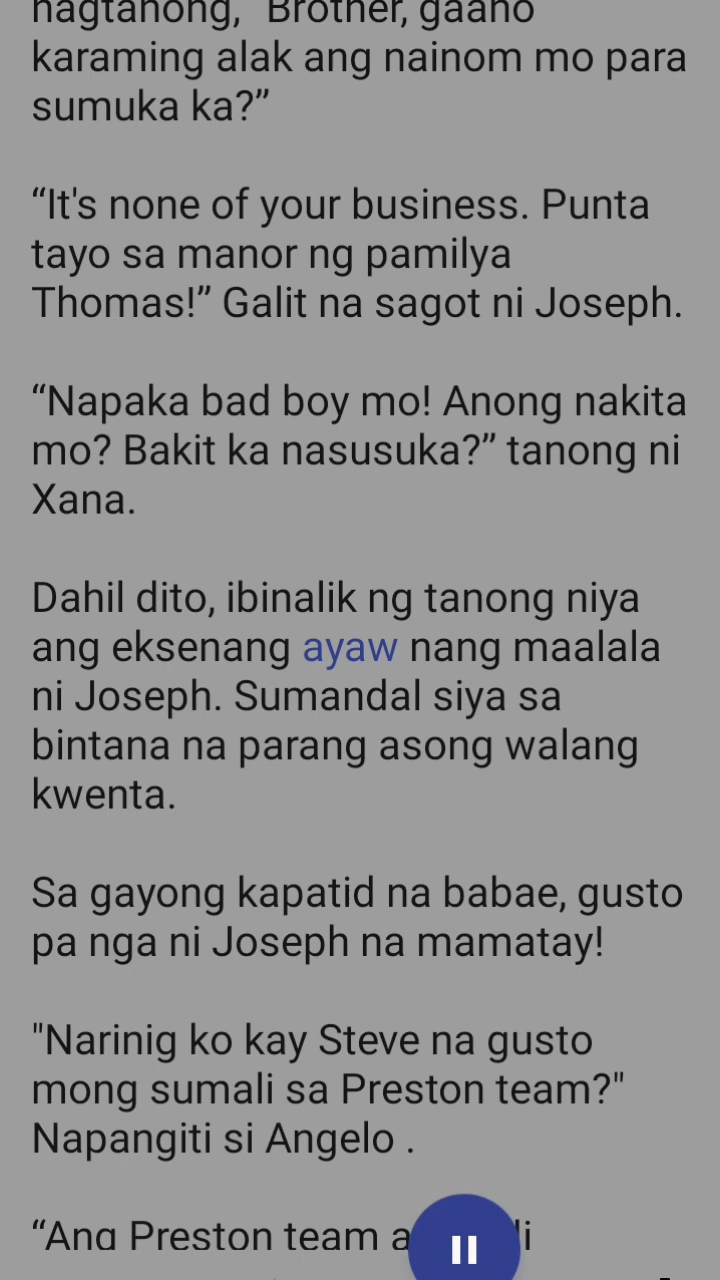 nagtanong, "Brother, gaano
karaming alak ang nainom mo para
sumuka ka?”
“It's none of your business. Punta
tayo sa manor ng pamilya
Thomas!” Galit na sagot ni Joseph.
“Napaka bad boy mo! Anong nakita
mo? Bakit ka nasusuka?” tanong ni
Xana.
Dahil dito, ibinalik ng tanong niya
ang eksenang ayaw nang maalala
ni Joseph. Sumandal siya sa
bintana na parang asong walang
kwenta.
Sa gayong kapatid na babae, gusto
pa nga ni Joseph na mamatay!
"Narinig ko kay Steve na gusto
mong sumali sa Preston team?"
Napangiti si Angelo .
“Ang Preston team